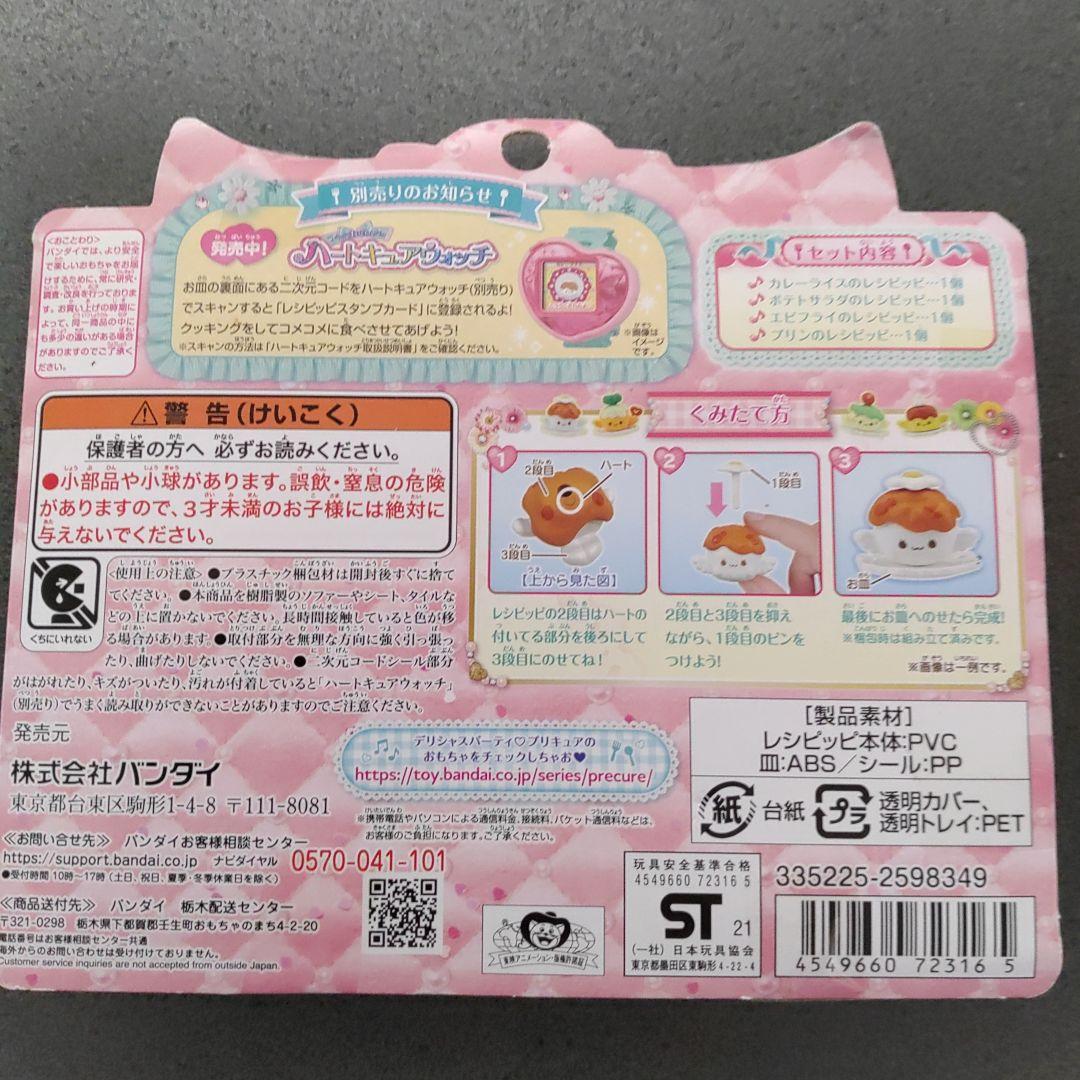 別売りのお知らせ
発売中!
ハートキュアウォッチ
お皿の裏面にある二次元コードをハートキュアウォッチ(別売り)
でスキャンすると「レシピッピスタンプカード」に登録されるよ!
クッキングをしてコメコメに食べさせてあげよう!
※スキャンの方法は「ハートキュアウォッチ取扱説明書」をご確認ください。
※画像は
イメージ
です。
<おことわり>
バンダイでは、より安全
で楽しいおもちゃをお届
けするために、常に研究・
調査・改良を行っておりま
す。お買い上げの時期に
よって、同一商品の中に
も多少の違いがある場合
がありますのでご了承く
ださい。
セット内容
カレーライスのレシピッピ…1個
ポテトサラダのレシピッピ…1個
エビフライのレシピッピ…1個
プリンのレシピッピ…1個
⚠警告(けいこく)
保護者の方へ 必ずお読みください。
●小部品や小球があります。誤飲・窒息の危険
がありますので、3才未満のお子様には絶対に
与えないでください。
くちにいれない
<使用上の注意> ●プラスチック梱包材は開封後すぐに捨て
てください。●本商品を樹脂製のソファーやシート、タイルな
どの上に置かないでください。長時間接触していると色が移
る場合があります。●取付部分を無理な方向に強く引っ張っ
たり、曲げたりしないでください。●二次元コードシール部分
がはがれたり、キズがついたり、汚れが付着していると「ハートキュアウォッチ」
(別売り)でうまく読み取りができないことがありますのでご注意ください。
くみたて方
1
2段目
ハート
3段目
【上から見た図】
レシピッピの2段目はハートの
付いてる部分を後ろにして
3段目にのせてね!
2
1段目
2段目と3段目を抑え
ながら、1段目のピンを
つけよう!
3
お皿
最後にお皿へのせたら完成!
※梱包時は組み立て済みです。
※画像は一例です。
発売元
株式会社バンダイ
東京都台東区駒形1-4-8 〒111-8081
≪お問い合せ先≫ バンダイお客様相談センター
https://support.bandai.co.jp ナビダイヤル 0570-041-101
●受付時間 10時～17時(土、日、祝日、夏季・冬季休業日を除く)
≪商品送付先≫ バンダイ 栃木配送センター
〒321-0298 栃木県下都賀郡壬生町おもちゃのまち4-2-20
電話番号はお客様相談センター共通
海外からのお問い合わせは受け付けておりません。
Customer service inquiries are not accepted from outside Japan.
デリシャスパーティ♡プリキュアの
おもちゃをチェックしちゃお♥
https://toy.bandai.co.jp/series/precure/
※携帯電話やパソコンによる通信料金、接続料、パケット通信料などは、
お客様のご負担になります。ご了承ください。
【製品素材】
レシピッピ本体:PVC
皿:ABS/シール:PP
紙
台紙
プラ
透明カバー、
透明トレイ:PET
東映アニメーション・版権許諾品
玩具安全基準合格
4549660 72316 5
ST 21
(一社) 日本玩具協会
東京都墨田区東駒形 4-22-4
335225-2598349
4549660 723165